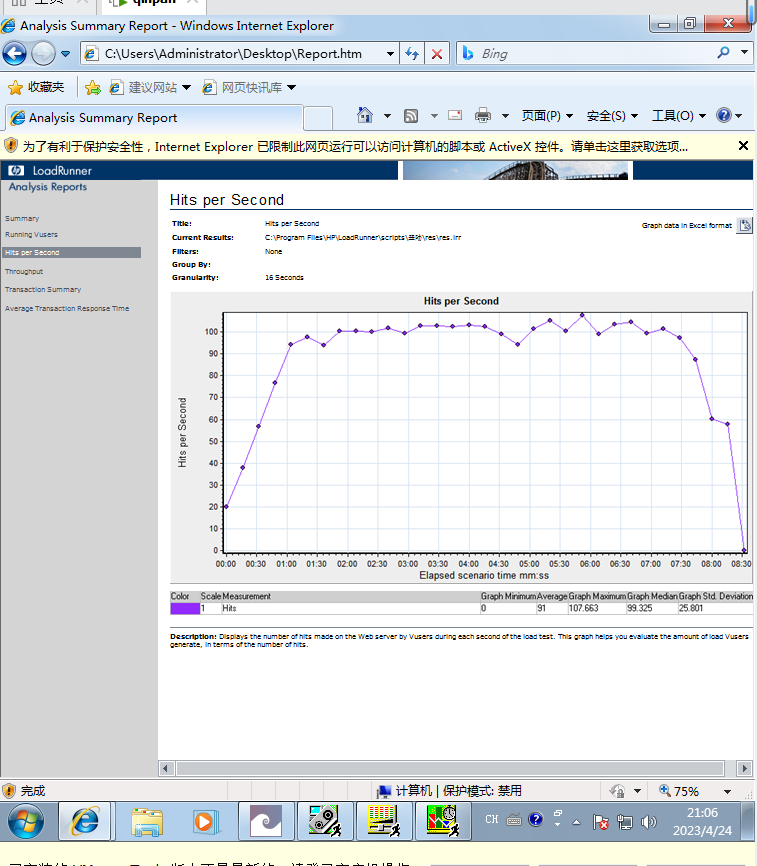 Analysis Summary Report - Windows Internet Explorer
C:\Users\Administrator\Desktop\Report.htm
Bing
收藏夹
建议网站
网页快讯库
Analysis Summary Report
页面(P)
安全(S)
工具(O)
为了有利于保护安全性，Internet Explorer 已限制此网页运行可以访问计算机的脚本或 ActiveX 控件。请单击此处获取选项...
hp LoadRunner
Analysis Reports
Summary
Running Vusers
Hits per Second
Throughput
Transaction Summary
Average Transaction Response Time
Hits per Second
Title: Hits per Second
Graph data in Excel format
Current Results: C:\Program Files\HP\LoadRunner\scripts\ \res\res.lrr
Filters: None
Group By:
Granularity: 16 Seconds
Hits per Second
Hits per Second
100
90
80
70
60
50
40
30
20
10
0
00:00 00:30 01:00 01:30 02:00 02:30 03:00 03:30 04:00 04:30 05:00 05:30 06:00 06:30 07:00 07:30 08:00 08:30
Elapsed scenario time mm:ss
Color Scale Measurement Graph Minimum Average Graph Maximum Graph Median Graph Std. Deviation
1 Hits 0 91 107.663 99.325 25.801
Description: Displays the number of hits made on the Web server by Vusers during each second of the load test. This graph helps you evaluate the amount of load Vusers
generate, in terms of the number of hits.
完成
计算机 | 保护模式: 禁用
75%
CH
21:06
2023/4/24